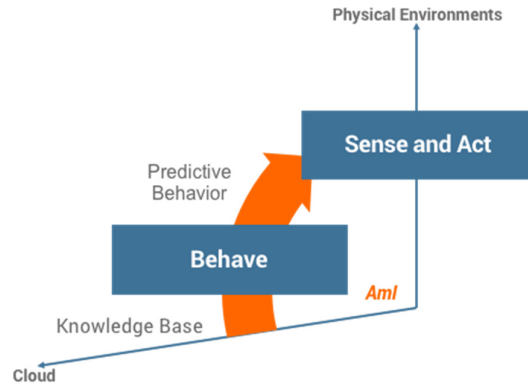 Physical Environments
Sense and Act
Predictive
Behavior
Behave
AmI
Knowledge Base
Cloud